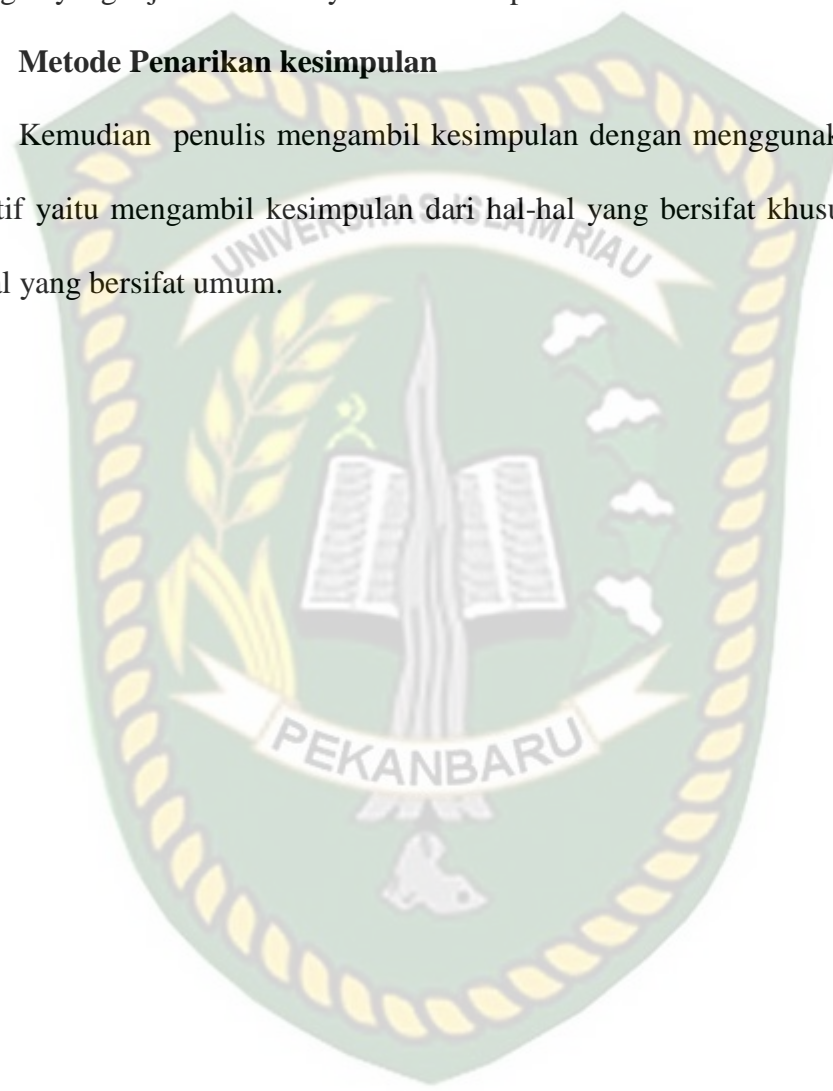 Metode Penarikan kesimpulan
Kemudian penulis mengambil kesimpulan dengan menggunak
tif yaitu mengambil kesimpulan dari hal-hal yang bersifat khusu
al yang bersifat umum.
UNIVERSITAS ISLAM RIAU
PEKANBARU